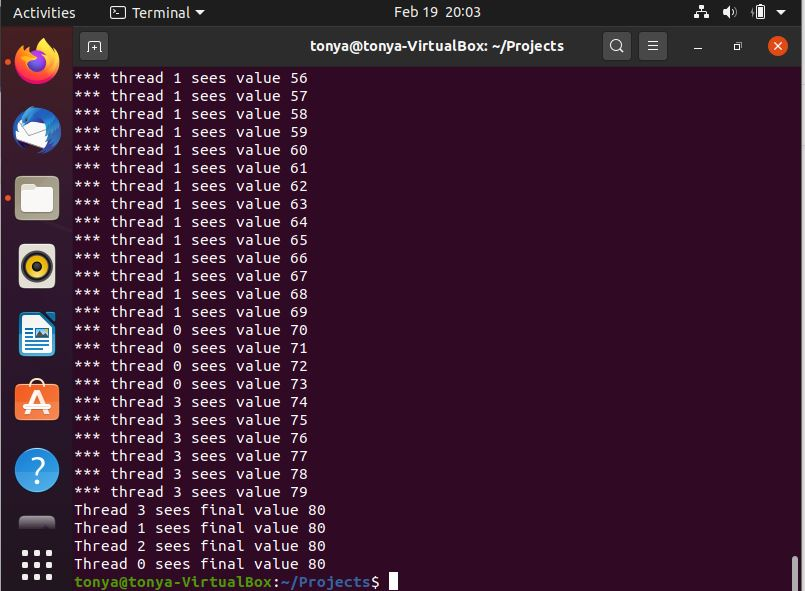 Activities Terminal Feb 19 20:03
tonya@tonya-VirtualBox: ~/Projects
*** thread 1 sees value 56
*** thread 1 sees value 57
*** thread 1 sees value 58
*** thread 1 sees value 59
*** thread 1 sees value 60
*** thread 1 sees value 61
*** thread 1 sees value 62
*** thread 1 sees value 63
*** thread 1 sees value 64
*** thread 1 sees value 65
*** thread 1 sees value 66
*** thread 1 sees value 67
*** thread 1 sees value 68
*** thread 1 sees value 69
*** thread 0 sees value 70
*** thread 0 sees value 71
*** thread 0 sees value 72
*** thread 0 sees value 73
*** thread 3 sees value 74
*** thread 3 sees value 75
*** thread 3 sees value 76
*** thread 3 sees value 77
*** thread 3 sees value 78
*** thread 3 sees value 79
Thread 3 sees final value 80
Thread 1 sees final value 80
Thread 2 sees final value 80
Thread 0 sees final value 80
tonya@tonya-VirtualBox:~/Projects$